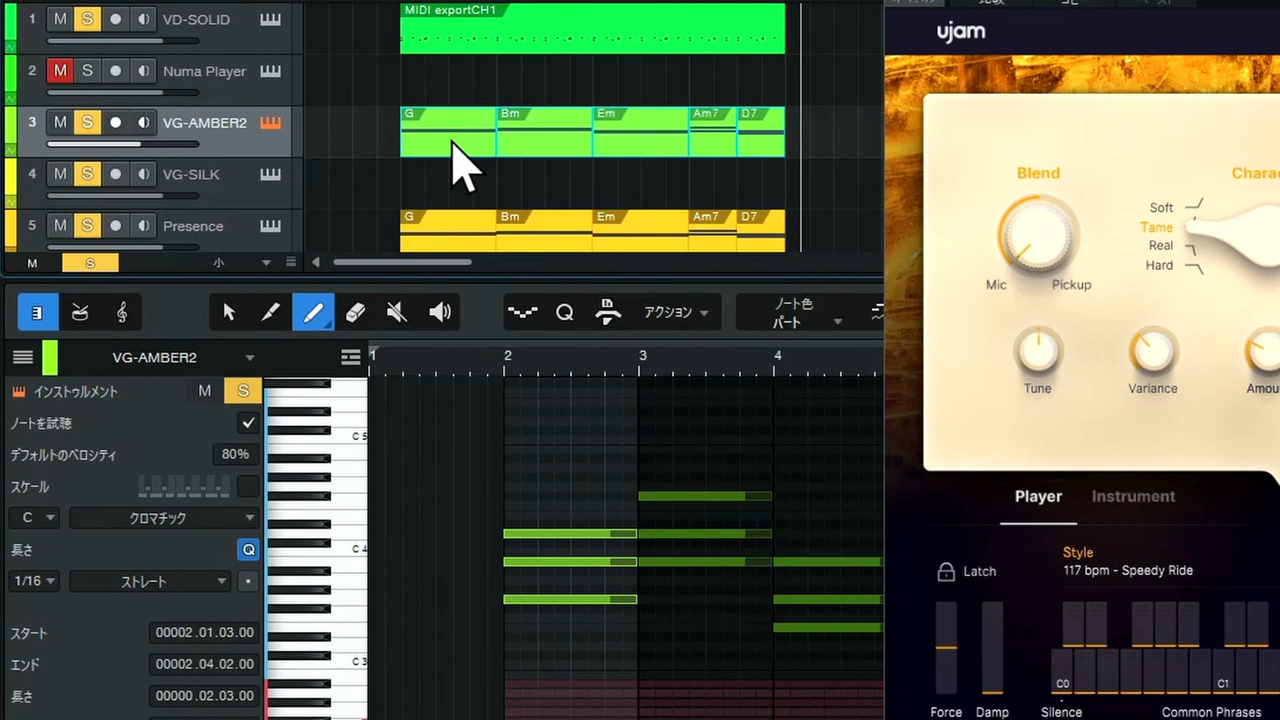 1 M S VD-SOLID
MIDI exportCH1
2 M S Numa Player
3 M S VG-AMBER2
G Bm Em Am7 D7
4 M S VG-SILK
5 M S Presence
G Bm Em Am7 D7
M S 小
Q アクション ノート色
パート
VG-AMBER2
1 2 3 4
インストゥルメント M S
ノートを試聴
デフォルトのベロシティ 80%
スケール
C クロマチック
長さ Q
1/16 ストレート
スタート 00002.01.03.00
エンド 00002.04.02.00
長さ 00000.02.03.00
C 5
C 4
C 3
ujam
Blend
Mic Pickup
Soft
Tame
Real
Hard
Tune Variance
Player Instrument
Latch
Style
117 bpm - Speedy Ride
C0 C1
Force Damp Silence Common Phrases